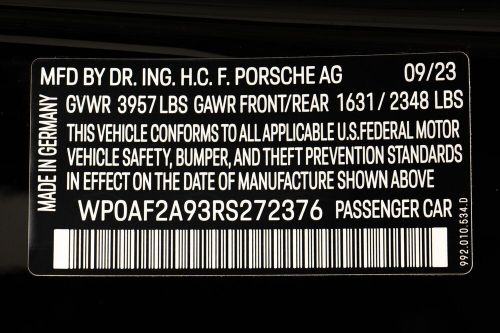 MFD BY DR. ING. H.C. F. PORSCHE AG 09/23
GVWR 3957 LBS GAWR FRONT/REAR 1631 / 2348 LBS
THIS VEHICLE CONFORMS TO ALL APPLICABLE U.S.FEDERAL MOTOR
VEHICLE SAFETY, BUMPER, AND THEFT PREVENTION STANDARDS
IN EFFECT ON THE DATE OF MANUFACTURE SHOWN ABOVE
WP0AF2A93RS272376 PASSENGER CAR
MADE IN GERMANY
992.010.534.D